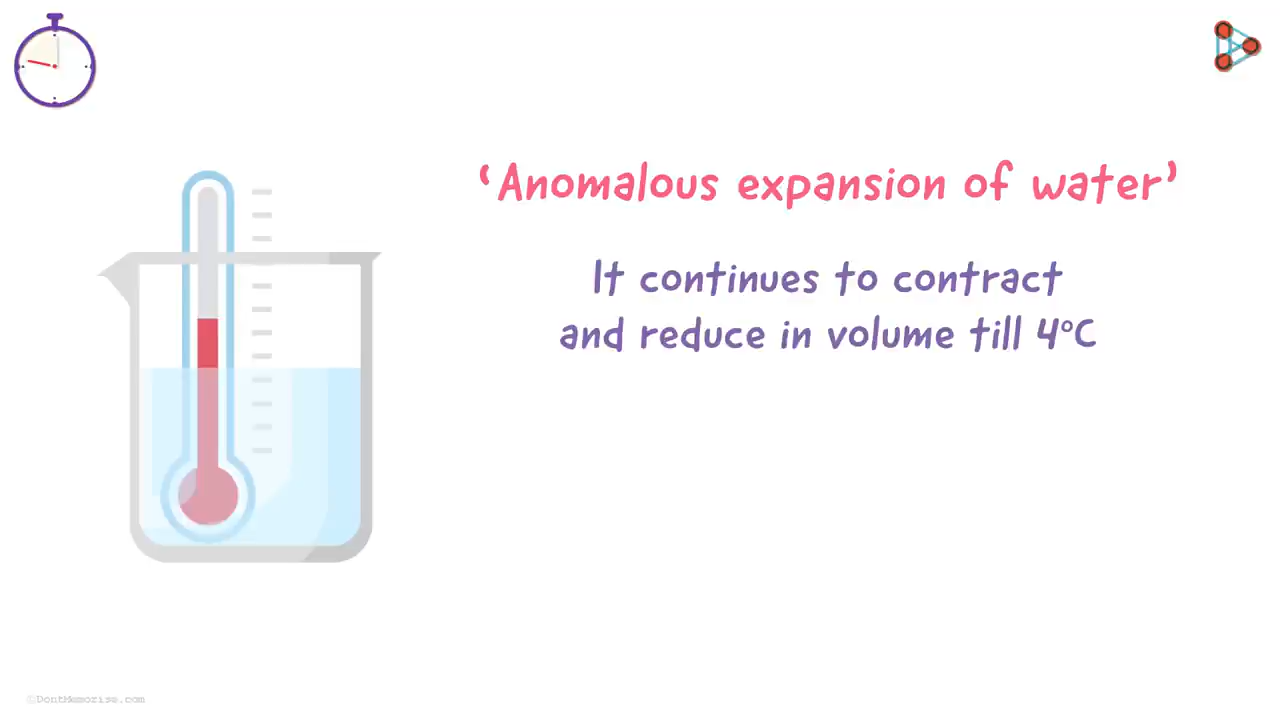 ‘Anomalous expansion of water’
It continues to contract
and reduce in volume till 4°C
©DontMemorise.com